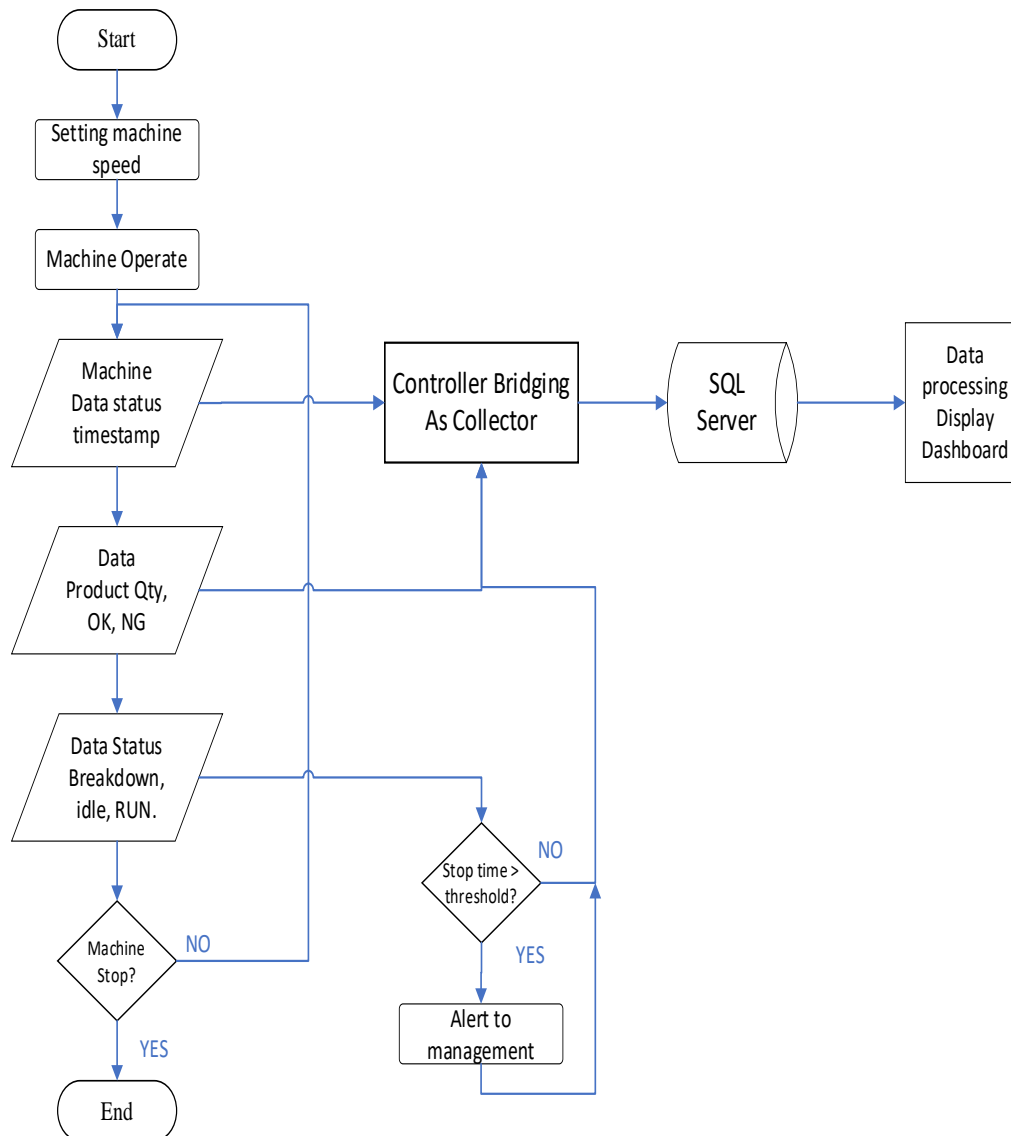 Start
Setting machine
speed
Machine Operate
Machine
Data status
timestamp
Controller Bridging
As Collector
SQL
Server
Data
processing
Display
Dashboard
Data
Product Qty,
OK, NG
Data Status
Breakdown,
idle, RUN.
Stop time >
threshold?
NO
YES
Machine
Stop?
NO
YES
Alert to
management
End